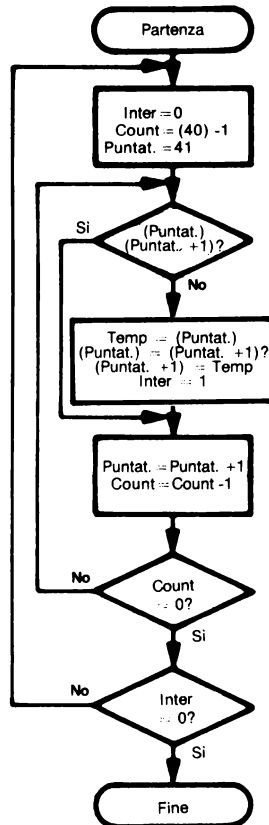 Partenza
Inter = 0
Count = (40) -1
Puntat. = 41
(Puntat.)
Si
(Puntat. +1)?
No
Temp = (Puntat.)
(Puntat.) = (Puntat. +1)?
(Puntat. +1) = Temp
Inter = 1
Puntat. = Puntat. +1
Count = Count -1
No
Count
= 0?
Si
No
Inter
= 0?
Si
Fine